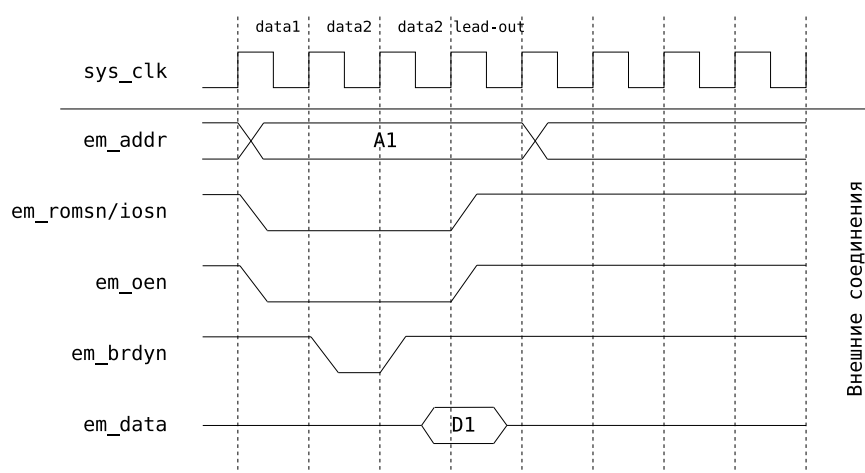 data1 data2 data2 lead-out
sys_clk
em_addr A1
em_romsn/iosn
em_oen
em_brdyn
em_data D1
Внешние соединения